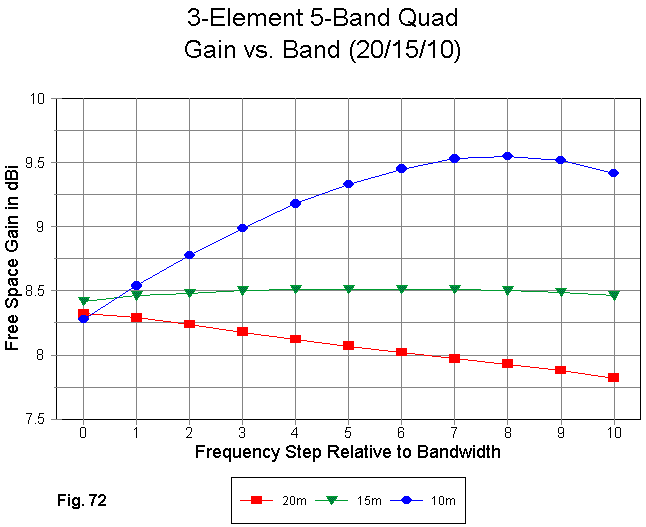 3-Element 5-Band Quad
Gain vs. Band (20/15/10)
10
9.5
9
8.5
8
7.5
Free Space Gain in dBi
0 1 2 3 4 5 6 7 8 9 10
Frequency Step Relative to Bandwidth
Fig. 72
20m 15m 10m